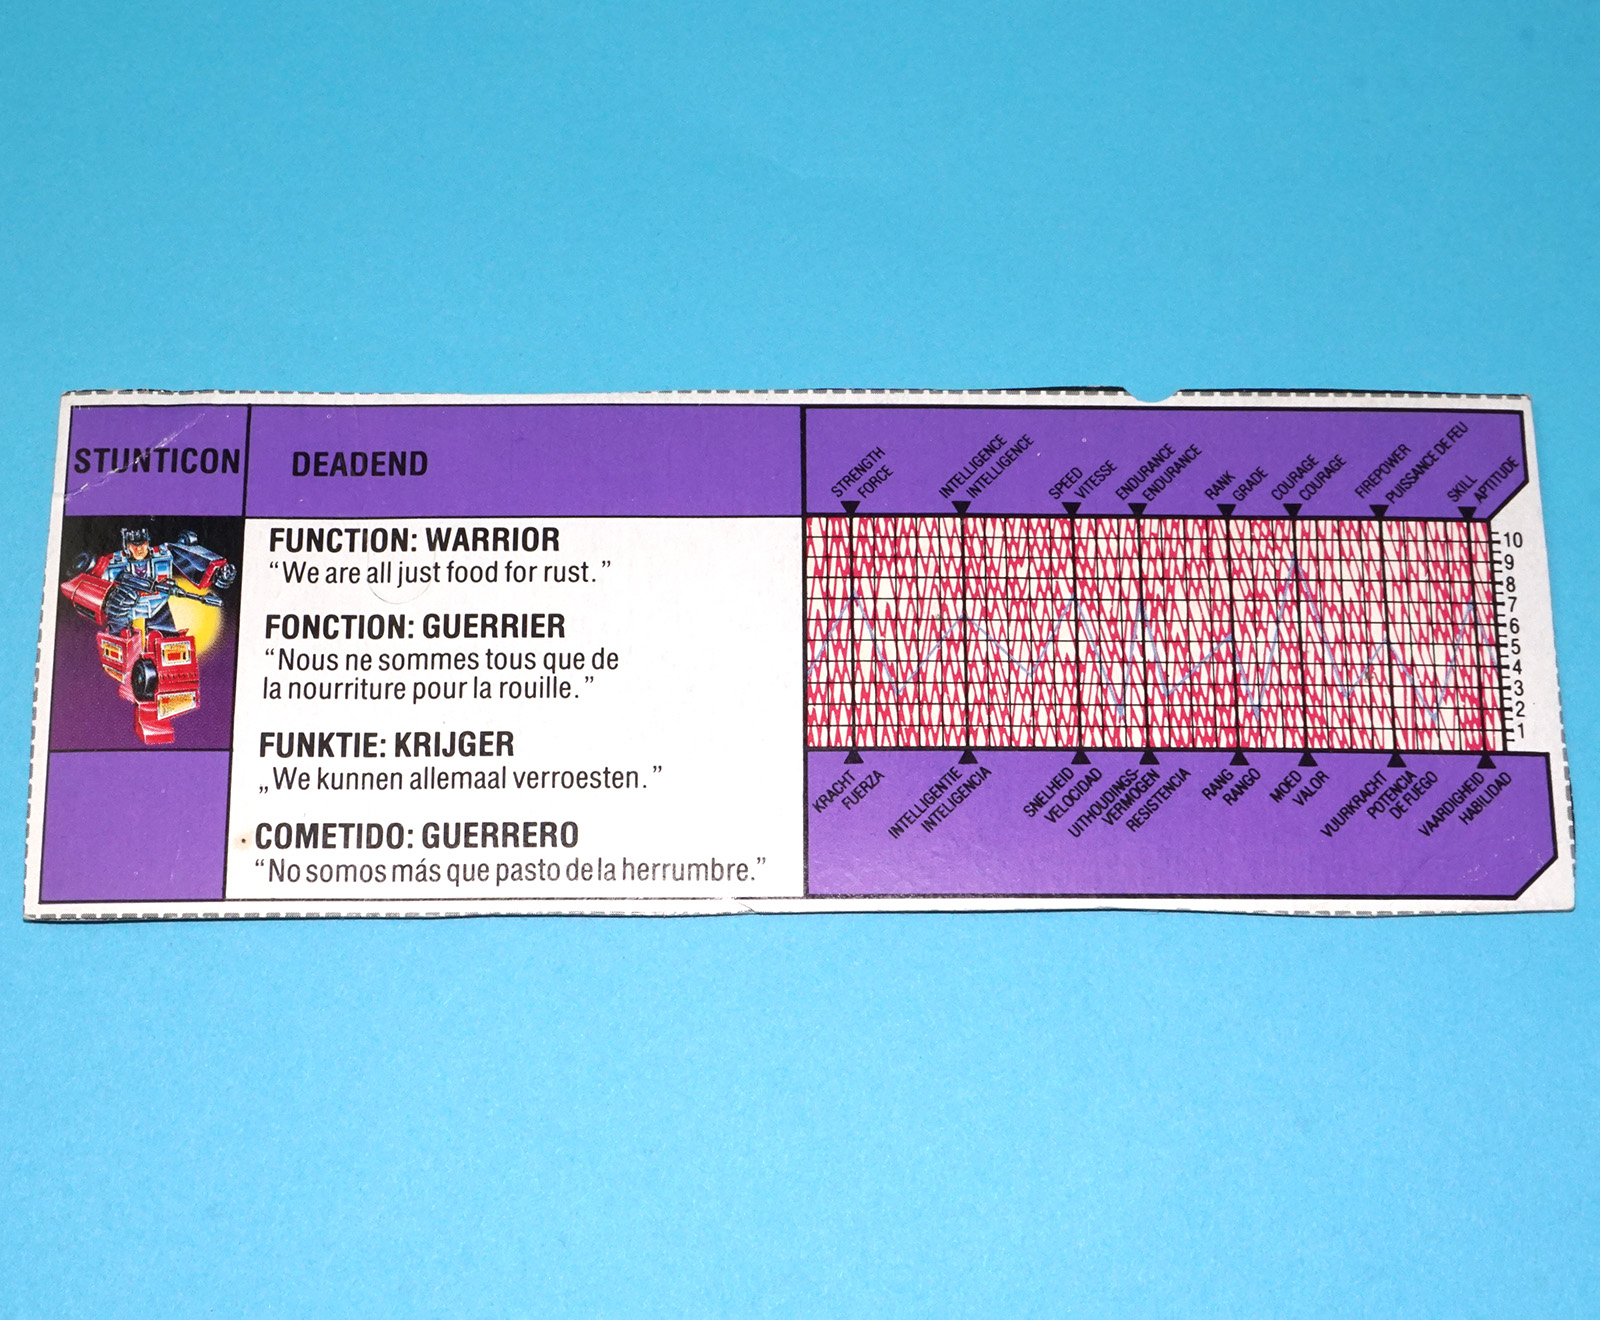 STUNTICON
DEADEND
FUNCTION: WARRIOR
“We are all just food for rust.”
FONCTION: GUERRIER
“Nous ne sommes tous que de
la nourriture pour la rouille.”
FUNKTIE: KRIJGER
„We kunnen allemaal verroesten.”
COMETIDO: GUERRERO
“No somos más que pasto de la herrumbre.”
STRENGTH
FORCE
INTELLIGENCE
INTELLIGENCE
SPEED
VITESSE
ENDURANCE
ENDURANCE
RANK
GRADE
COURAGE
COURAGE
FIREPOWER
PUISSANCE DE FEU
SKILL
APTITUDE
10
9
8
7
6
5
4
3
2
1
KRACHT
FUERZA
INTELLIGENTIE
INTELIGENCIA
SNELHEID
VELOCIDAD
UITHOUDINGS-
VERMOGEN
RESISTENCIA
RANG
RANGO
MOED
VALOR
VUURKRACHT
POTENCIA
DE FUEGO
VAARDIGHEID
HABILIDAD